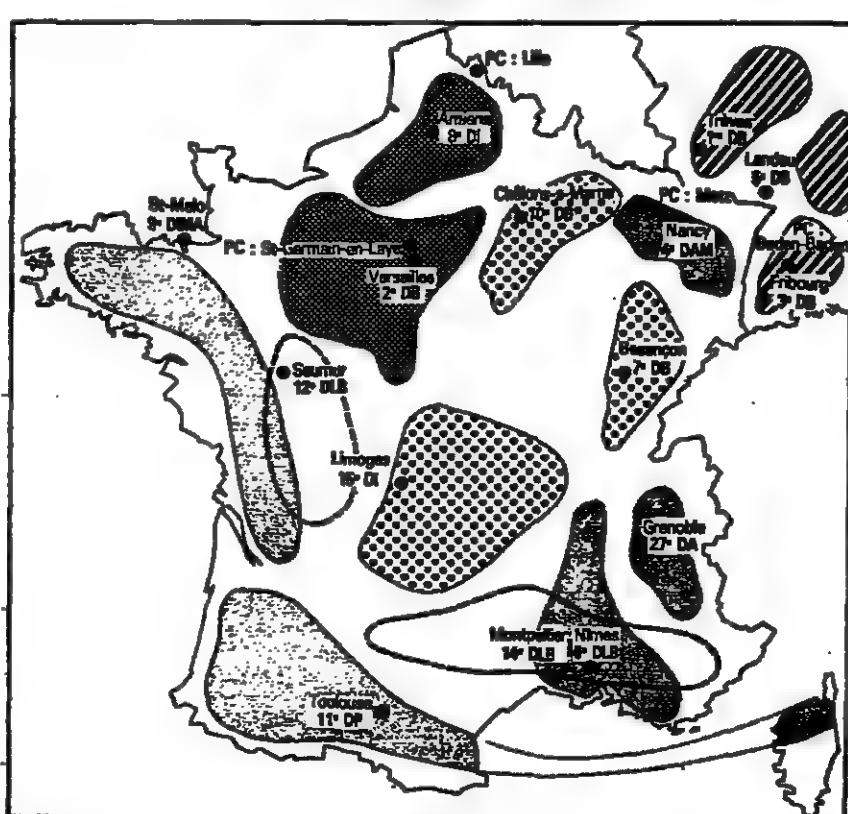 PC : Lille
Amiens
8e DI
Trèves
1re DB
Landau
5e DB
Châlons-s-Marne
10e DB
PC : Metz
St-Malo
9e DIMA
PC : St-Germain-en-Laye
Nancy
4e DAM
PC :
Baden-Baden
Versailles
2e DB
Fribourg
3e DB
Besançon
7e DB
Saumur
12e DLB
Limoges
15e DI
Grenoble
27e DA
Montpellier Nîmes
14e DLB
DLB
Toulouse
11e DP